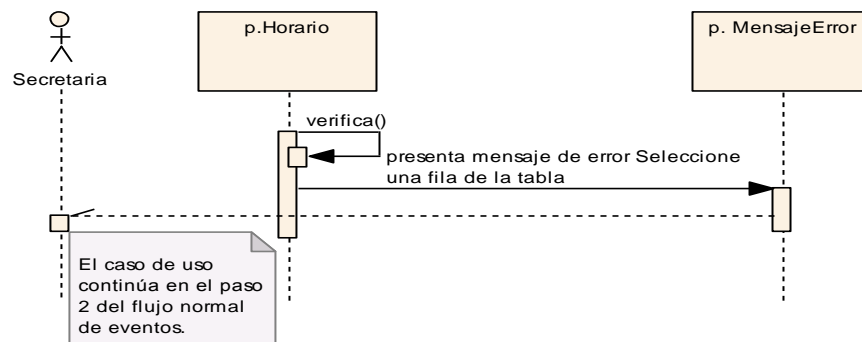 p.Horario
p. MensajeError
Secretaria
verifica()
presenta mensaje de error Seleccione
una fila de la tabla
El caso de uso
continúa en el paso
2 del flujo normal
de eventos.